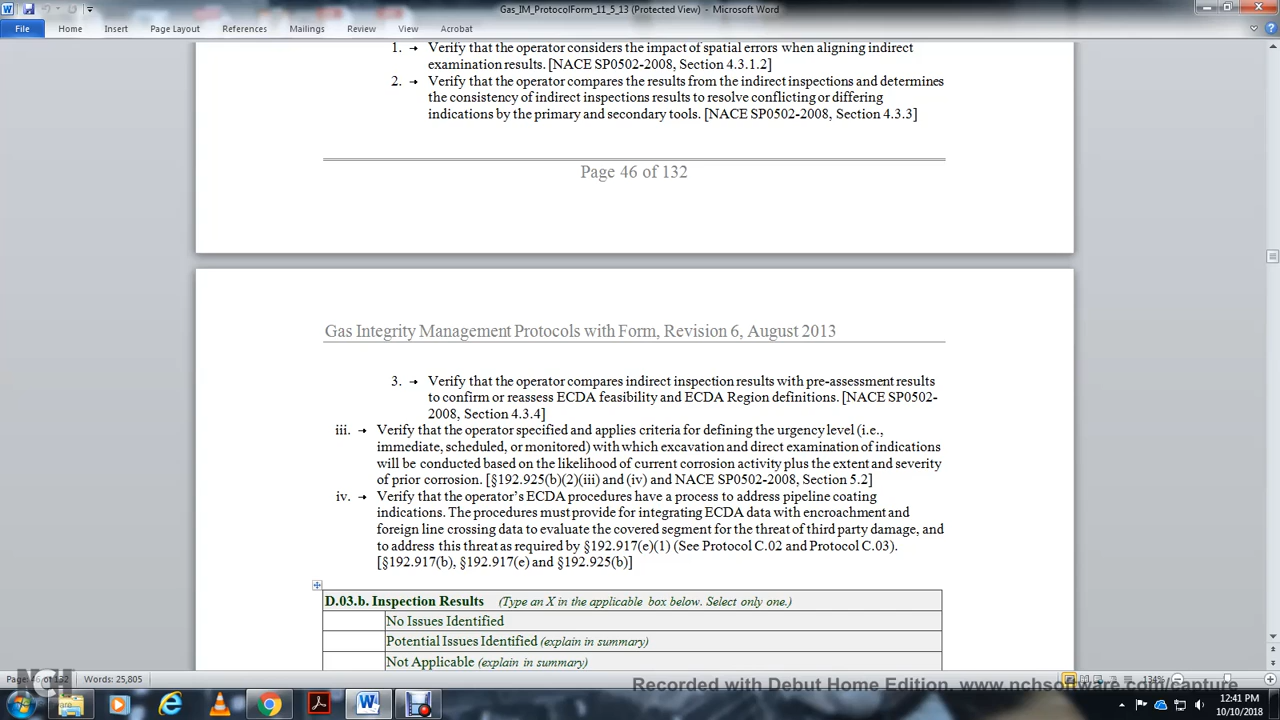 Gas_IM_ProtocolForm_11_5_13 (Protected View) - Microsoft Word
File Home Insert Page Layout References Mailings Review View Acrobat
1. → Verify that the operator considers the impact of spatial errors when aligning indirect
examination results. [NACE SP0502-2008, Section 4.3.1.2]
2. → Verify that the operator compares the results from the indirect inspections and determines
the consistency of indirect inspections results to resolve conflicting or differing
indications by the primary and secondary tools. [NACE SP0502-2008, Section 4.3.3]
Page 46 of 132
Gas Integrity Management Protocols with Form, Revision 6, August 2013
3. → Verify that the operator compares indirect inspection results with pre-assessment results
to confirm or reassess ECDA feasibility and ECDA Region definitions. [NACE SP0502-
2008, Section 4.3.4]
iii. → Verify that the operator specified and applies criteria for defining the urgency level (i.e.,
immediate, scheduled, or monitored) with which excavation and direct examination of indications
will be conducted based on the likelihood of current corrosion activity plus the extent and severity
of prior corrosion. [§192.925(b)(2)(iii) and (iv) and NACE SP0502-2008, Section 5.2]
iv. → Verify that the operator's ECDA procedures have a process to address pipeline coating
indications. The procedures must provide for integrating ECDA data with encroachment and
foreign line crossing data to evaluate the covered segment for the threat of third party damage, and
to address this threat as required by §192.917(e)(1) (See Protocol C.02 and Protocol C.03).
[§192.917(b), §192.917(e) and §192.925(b)]
D.03.b. Inspection Results (Type an X in the applicable box below. Select only one.)
No Issues Identified
Potential Issues Identified (explain in summary)
Not Applicable (explain in summary)
Page: 46 of 132 Words: 25,805 134%
NCH
Recorded with Debut Home Edition. www.nchsoftware.com/capture
12:41 PM
10/10/2018